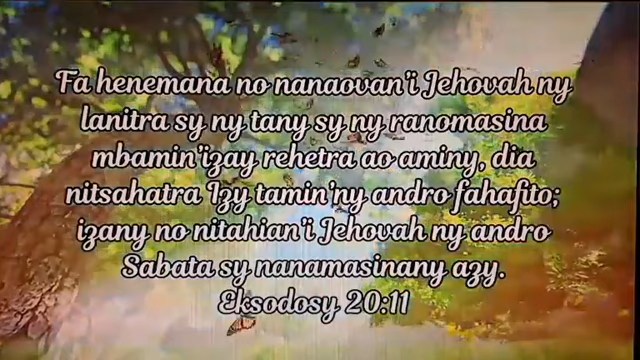 Fa henemana no nanaovan'i Jehovah ny
lanitra sy ny tany sy ny ranomasina
mbamin'izay rehetra ao aminy, dia
nitsahatra Izy tamin'ny andro fahafito;
izany no nitahian'i Jehovah ny andro
Sabata sy nanamasinany azy.
Eksodosy 20:11